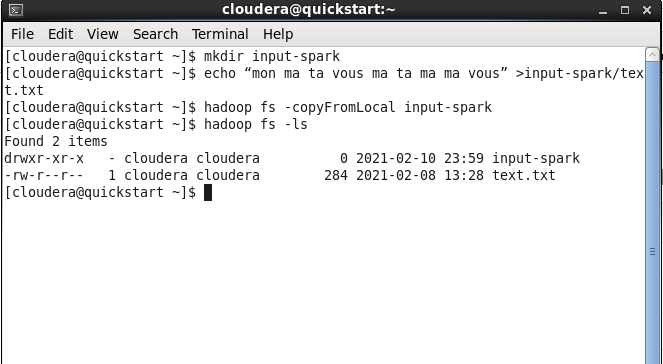 cloudera@quickstart:~
File Edit View Search Terminal Help
[cloudera@quickstart ~]$ mkdir input-spark
[cloudera@quickstart ~]$ echo “mon ma ta vous ma ta ma ma vous” >input-spark/tex
t.txt
[cloudera@quickstart ~]$ hadoop fs -copyFromLocal input-spark
[cloudera@quickstart ~]$ hadoop fs -ls
Found 2 items
drwxr-xr-x   - cloudera cloudera          0 2021-02-10 23:59 input-spark
-rw-r--r--   1 cloudera cloudera        284 2021-02-08 13:28 text.txt
[cloudera@quickstart ~]$